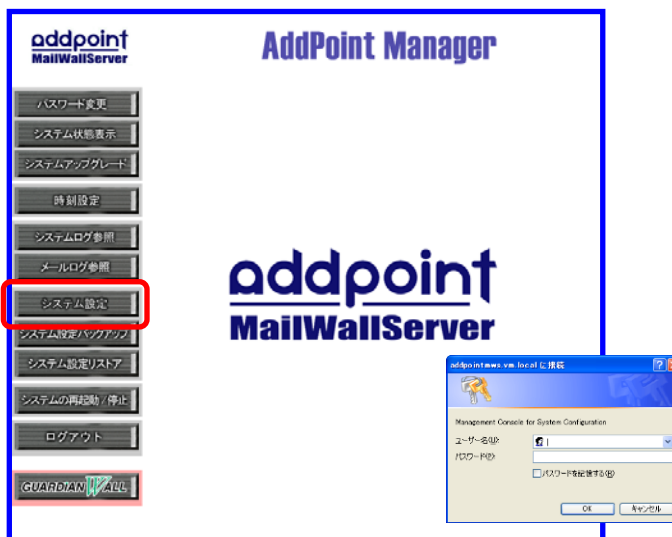 addpoint
MailWallServer
AddPoint Manager
パスワード変更
システム状態表示
システムアップグレード
時刻設定
システムログ参照
メールログ参照
システム設定
システム設定バックアップ
システム設定リストア
システムの再起動/停止
ログアウト
GUARDIANWALL
addpoint
MailWallServer
addpointmws.vm.local に接続
Management Console for System Configuration
ユーザー名(U):
パスワード(P):
パスワードを記憶する(R)
OK
キャンセル